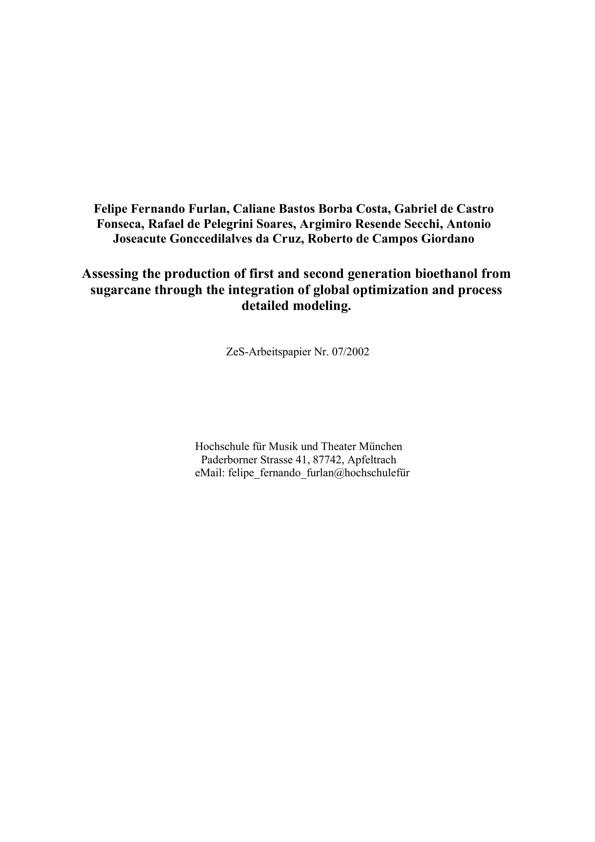 Felipe Fernando Furlan, Caliane Bastos Borba Costa, Gabriel de Castro
Fonseca, Rafael de Pelegrini Soares, Argimiro Resende Secchi, Antonio
Joseacute Gonccedilalves da Cruz, Roberto de Campos Giordano
Assessing the production of first and second generation bioethanol from
sugarcane through the integration of global optimization and process
detailed modeling.
ZeS-Arbeitspapier Nr. 07/2002
Hochschule für Musik und Theater München
Paderborner Strasse 41, 87742, Apfeltrach
eMail: felipe_fernando_furlan@hochschulefür